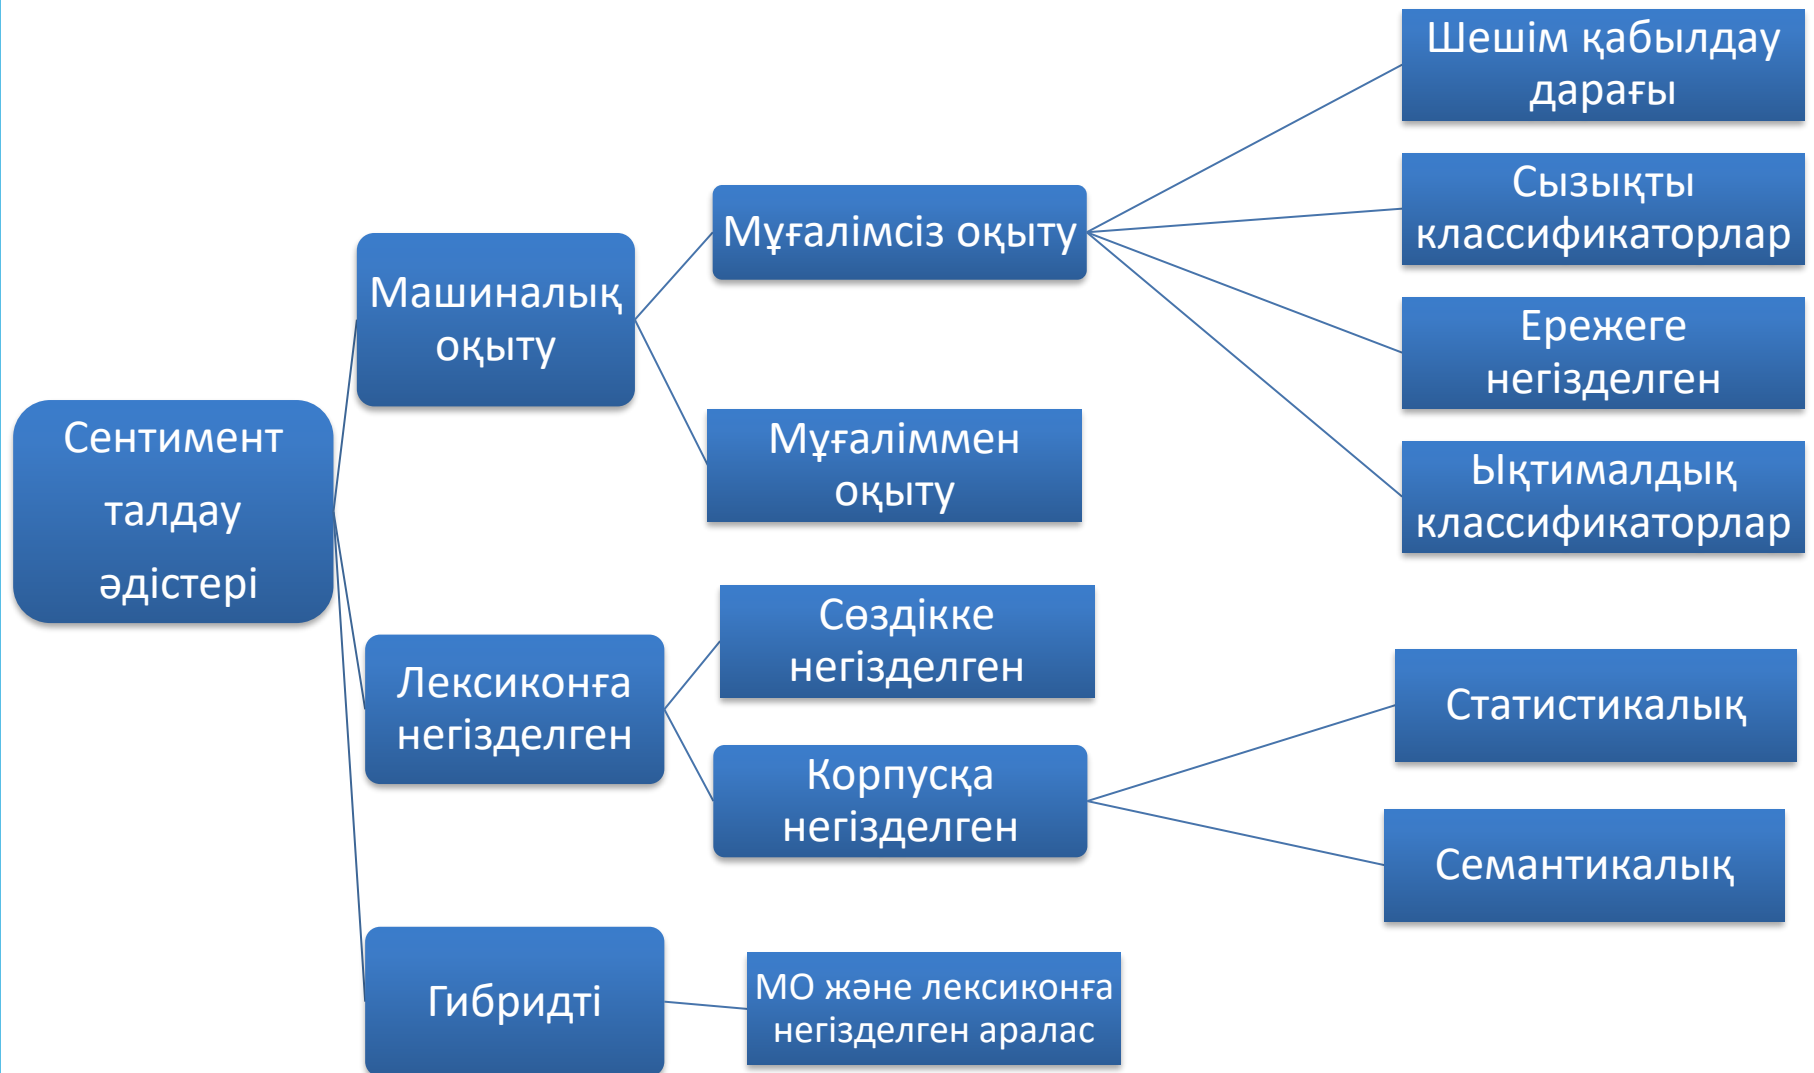 Сентимент
талдау
әдістері
Машиналық
оқыту
Мұғалімсіз оқыту
Шешім қабылдау
дарағы
Сызықты
классификаторлар
Ережеге
негізделген
Ықтималдық
классификаторлар
Мұғаліммен
оқыту
Лексиконға
негізделген
Сөздікке
негізделген
Корпусқа
негізделген
Статистикалық
Семантикалық
Гибридті
МО және лексиконға
негізделген аралас